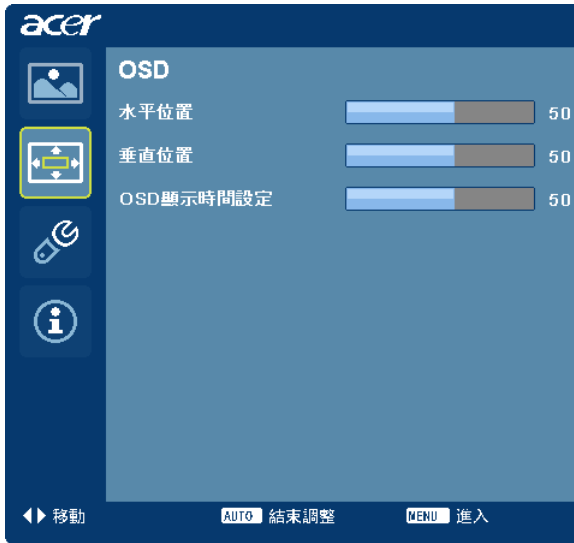 acer
OSD
水平位置 50
垂直位置 50
OSD顯示時間設定 50
移動 AUTO 結束調整 MENU 進入